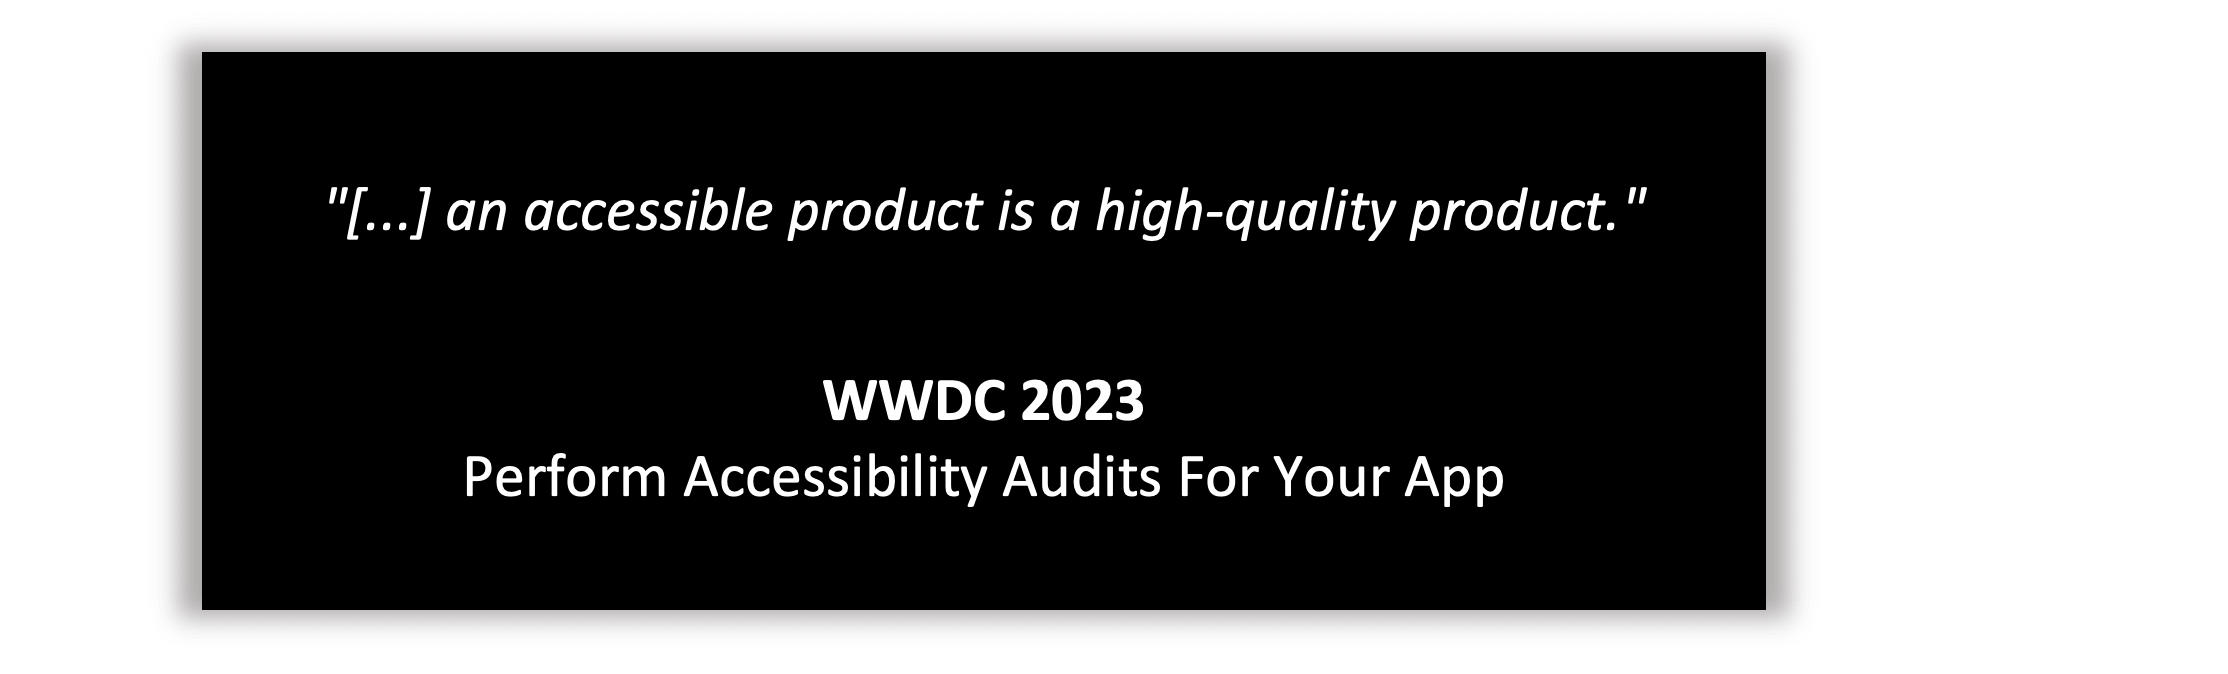 "[...] an accessible product is a high-quality product."
WWDC 2023
Perform Accessibility Audits For Your App